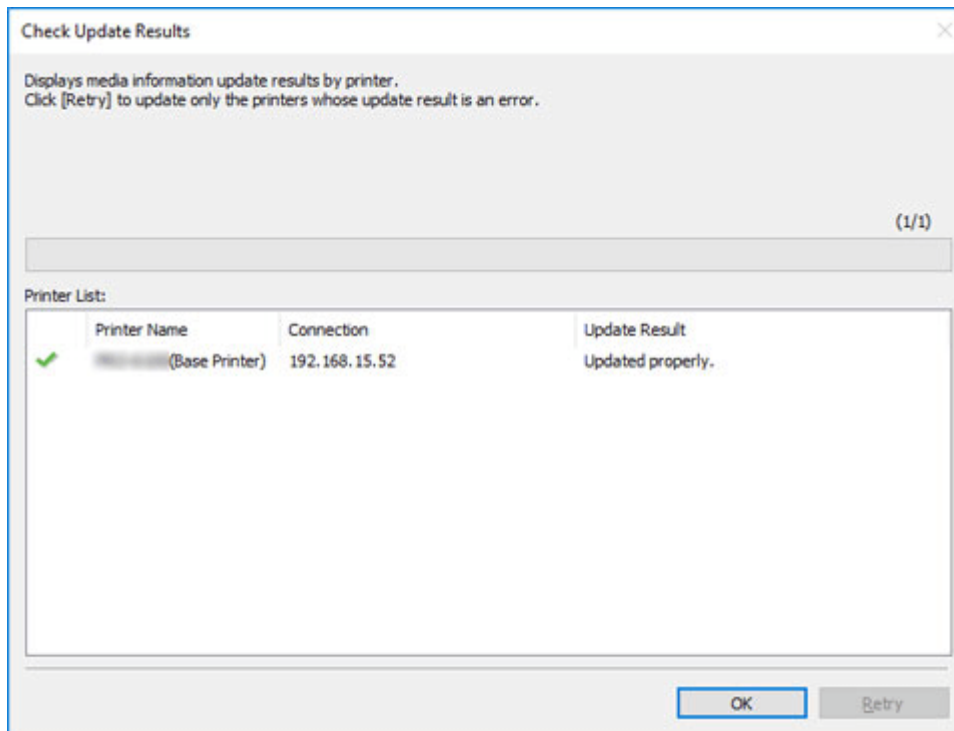 Check Update Results
Displays media information update results by printer.
Click [Retry] to update only the printers whose update result is an error.
(1/1)
Printer List:
Printer Name Connection Update Result
(Base Printer) 192.168.15.52 Updated properly.
OK Retry